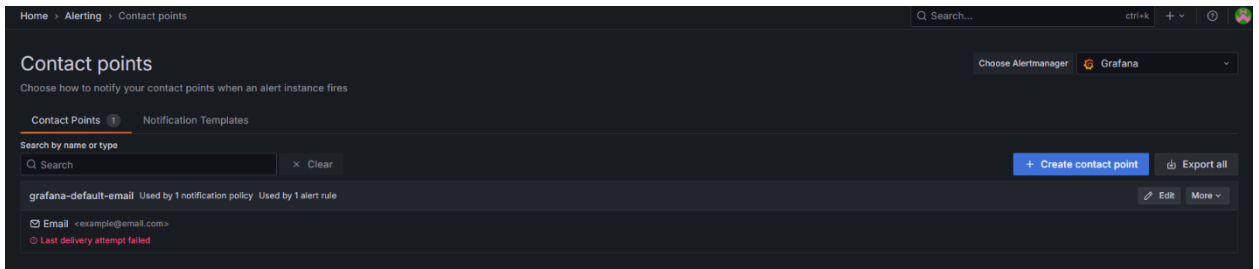 Home > Alerting > Contact points
Search...
ctrl+k
Contact points
Choose how to notify your contact points when an alert instance fires
Choose Alertmanager
Grafana
Contact Points 1
Notification Templates
Search by name or type
Search
Clear
+ Create contact point
Export all
grafana-default-email Used by 1 notification policy Used by 1 alert rule
Edit
More
Email <example@email.com>
Last delivery attempt failed